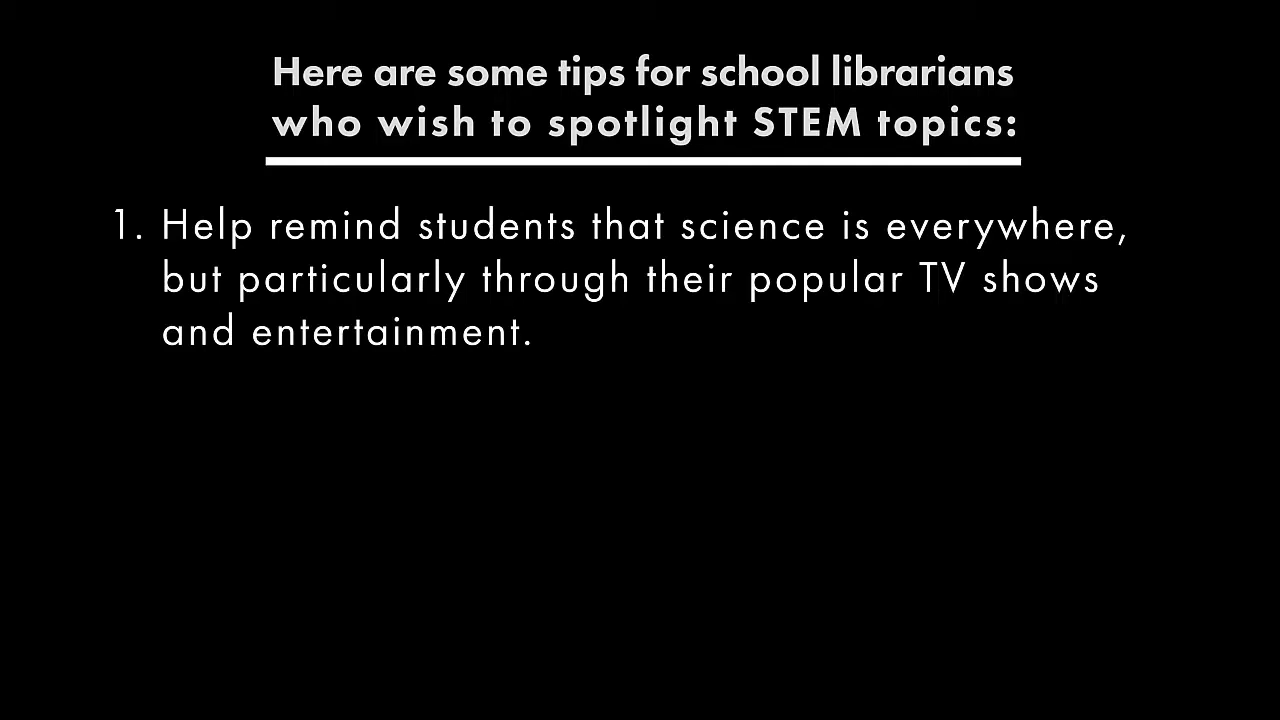 Here are some tips for school librarians
who wish to spotlight STEM topics:
1. Help remind students that science is everywhere,
but particularly through their popular TV shows
and entertainment.